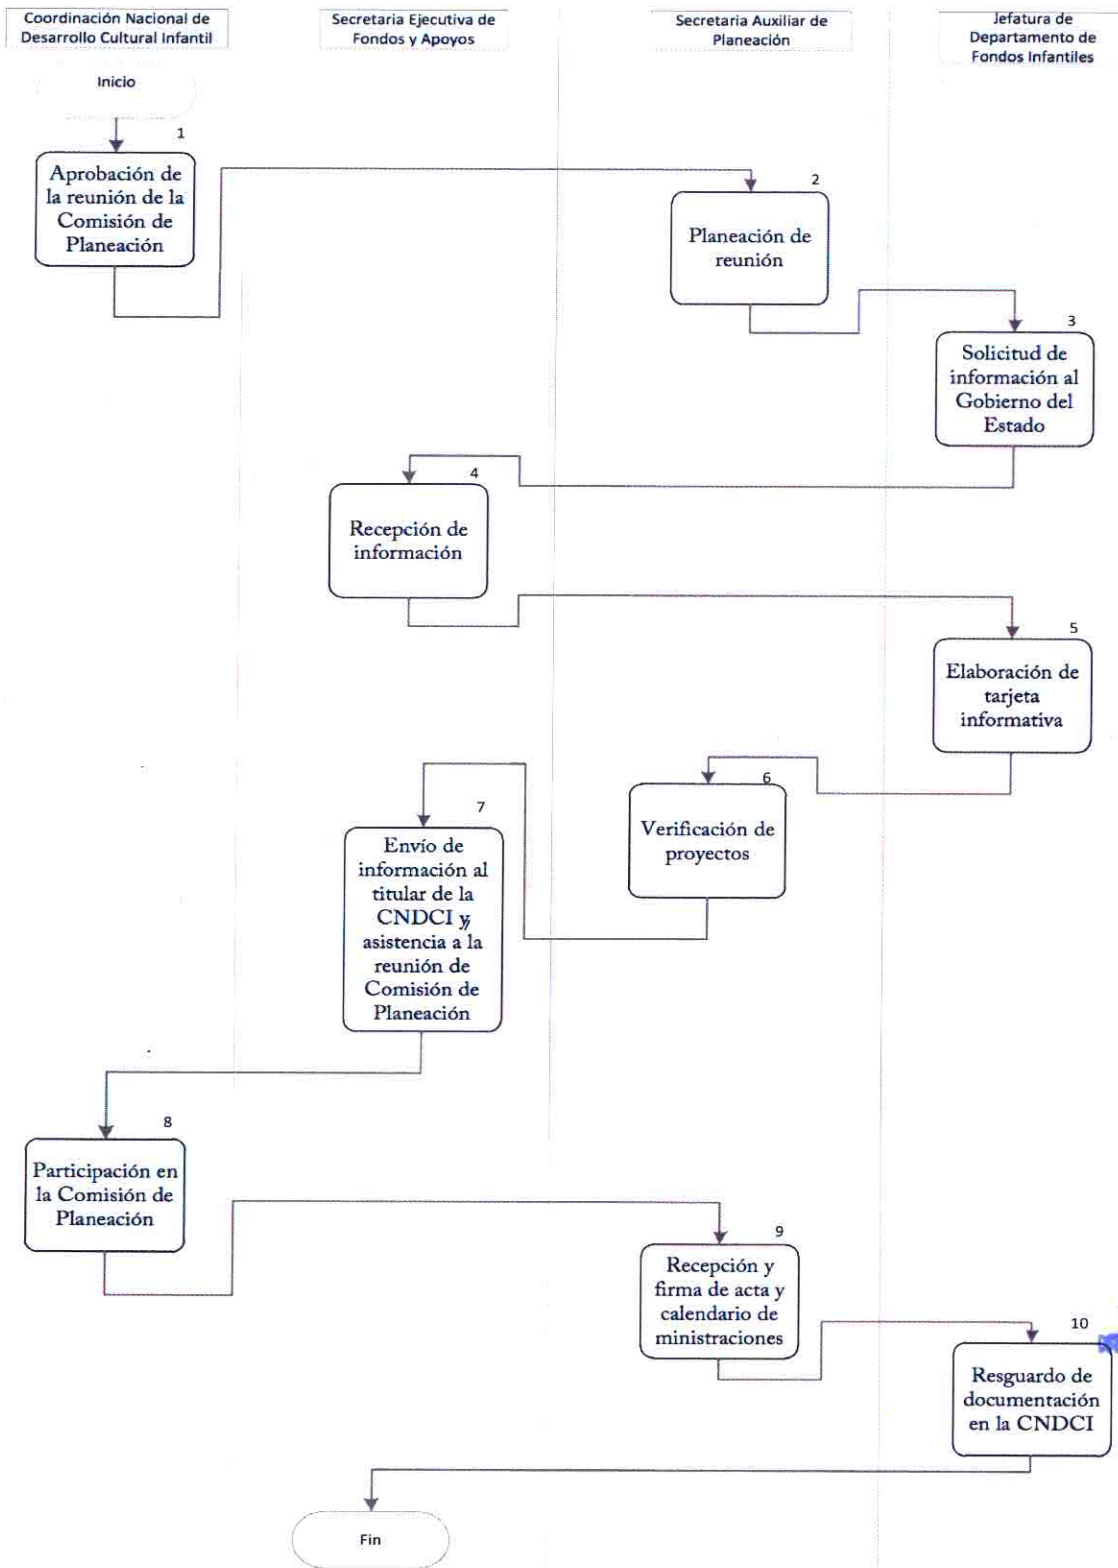 Coordinación Nacional de
Desarrollo Cultural Infantil
Secretaria Ejecutiva de
Fondos y Apoyos
Secretaria Auxiliar de
Planeación
Jefatura de
Departamento de
Fondos Infantiles
Inicio
1
Aprobación de
la reunión de la
Comisión de
Planeación
2
Planeación de
reunión
3
Solicitud de
información al
Gobierno del
Estado
4
Recepción de
información
5
Elaboración de
tarjeta
informativa
6
Verificación de
proyectos
7
Envío de
información al
titular de la
CNDCI y
asistencia a la
reunión de
Comisión de
Planeación
8
Participación en
la Comisión de
Planeación
9
Recepción y
firma de acta y
calendario de
ministraciones
10
Resguardo de
documentación
en la CNDCI
Fin